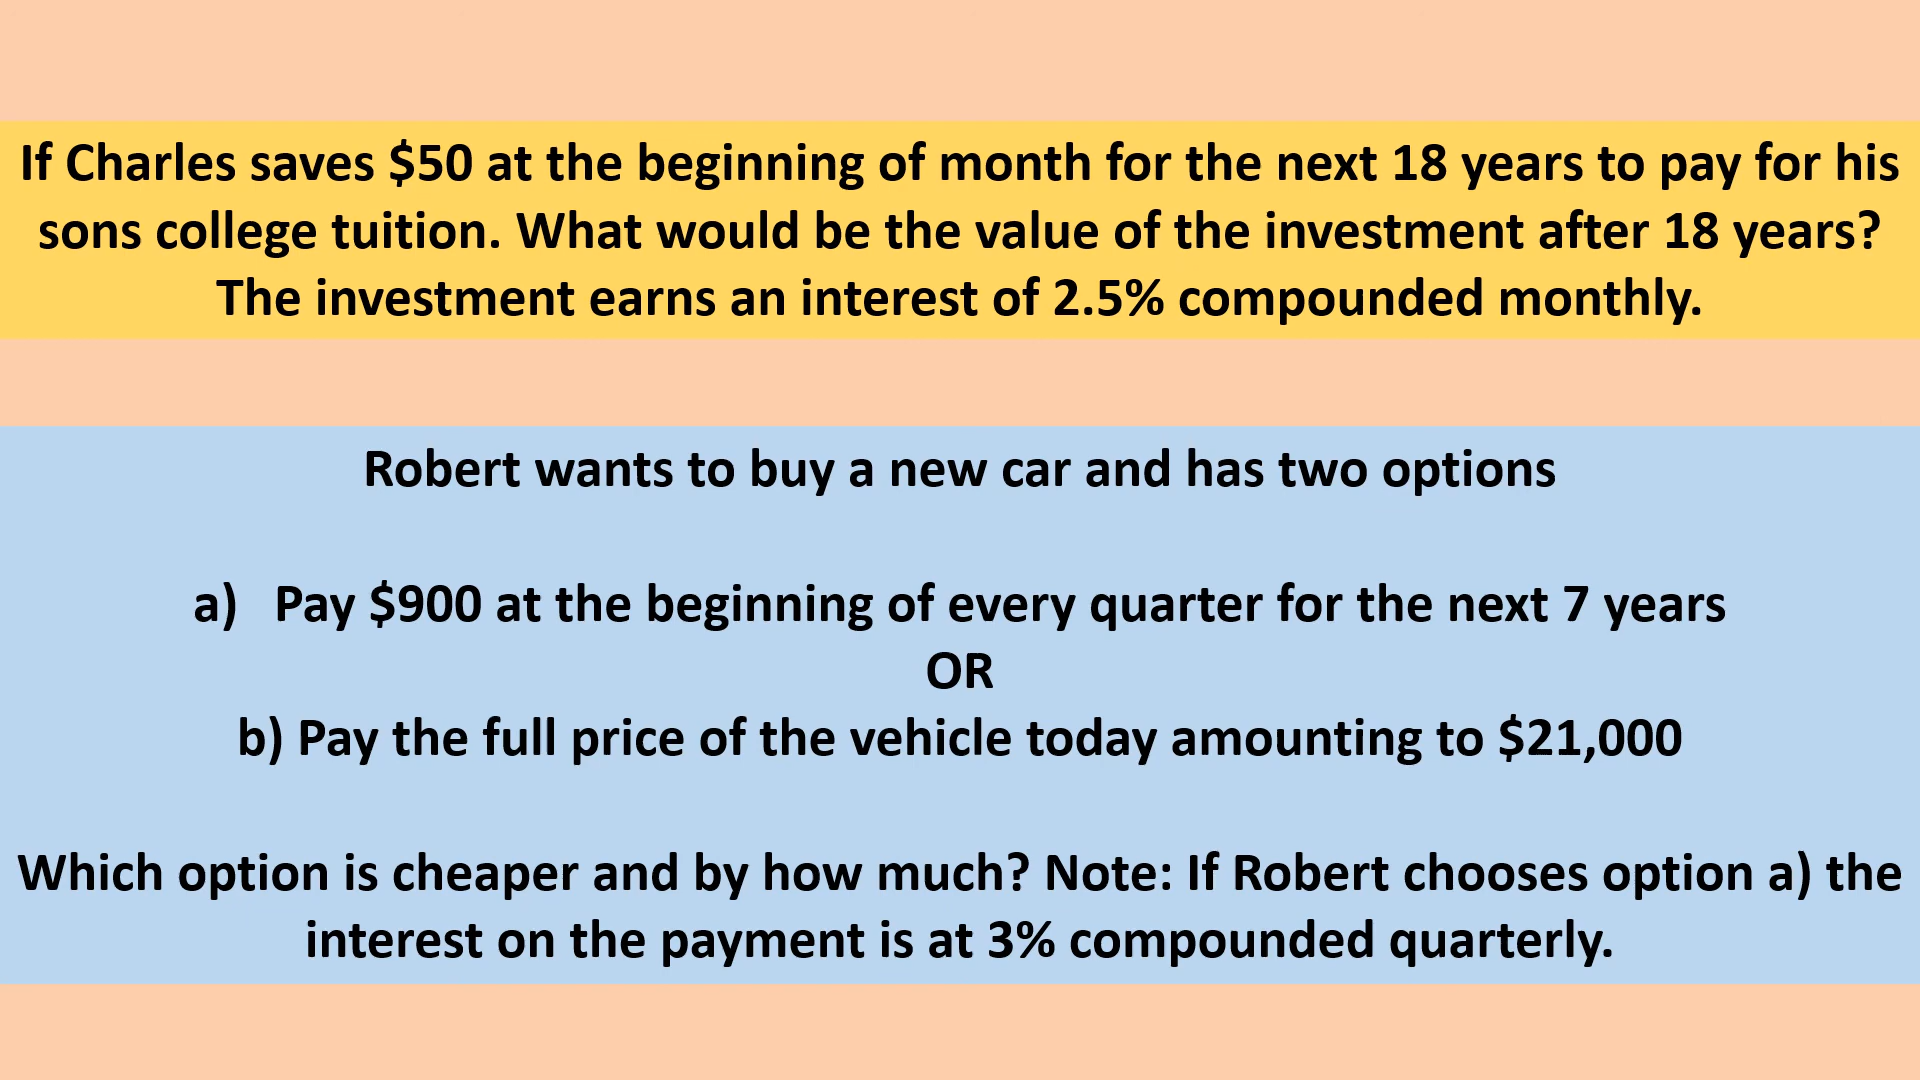 If Charles saves $50 at the beginning of month for the next 18 years to pay for his
sons college tuition. What would be the value of the investment after 18 years?
The investment earns an interest of 2.5% compounded monthly.
Robert wants to buy a new car and has two options
a) Pay $900 at the beginning of every quarter for the next 7 years
OR
b) Pay the full price of the vehicle today amounting to $21,000
Which option is cheaper and by how much? Note: If Robert chooses option a) the
interest on the payment is at 3% compounded quarterly.